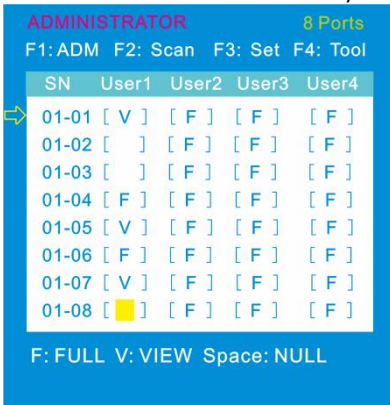 ADMINISTRATOR 8 Ports
F1: ADM F2: Scan F3: Set F4: Tool
SN User1 User2 User3 User4
01-01 [ V ] [ F ] [ F ] [ F ]
01-02 [ ] [ F ] [ F ] [ F ]
01-03 [ ] [ F ] [ F ] [ F ]
01-04 [ F ] [ F ] [ F ] [ F ]
01-05 [ V ] [ F ] [ F ] [ F ]
01-06 [ F ] [ F ] [ F ] [ F ]
01-07 [ V ] [ F ] [ F ] [ F ]
01-08 [ ] [ F ] [ F ] [ F ]
F: FULL V: VIEW Space: NULL